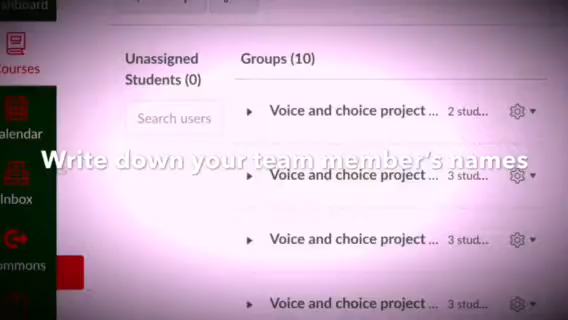 shboard
Courses
alendar
Inbox
ommons
Unassigned
Students (0)
Search users
Groups (10)
Voice and choice project ... 2 stud...
Write down your team member's names
Voice and choice project ... 3 stud...
Voice and choice project ... 3 stud...
Voice and choice project ... 3 stud...